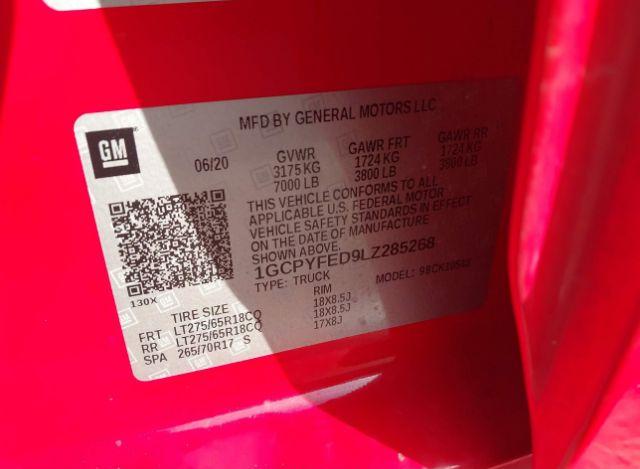 MFD BY GENERAL MOTORS LLC
GM
06/20
GVWR GAWR FRT GAWR RR
3175 KG 1724 KG 1724 KG
7000 LB 3800 LB 3900 LB
THIS VEHICLE CONFORMS TO ALL
APPLICABLE U.S. FEDERAL MOTOR
VEHICLE SAFETY STANDARDS IN EFFECT
ON THE DATE OF MANUFACTURE
1GCPYFED9LZ285268
130X
TYPE: TRUCK MODEL:
TIRE SIZE RIM
FRT LT275/65R18CQ 18X8.5J
RR LT275/65R18CQ 18X8.5J
SPA 265/70R17 S 17X8J